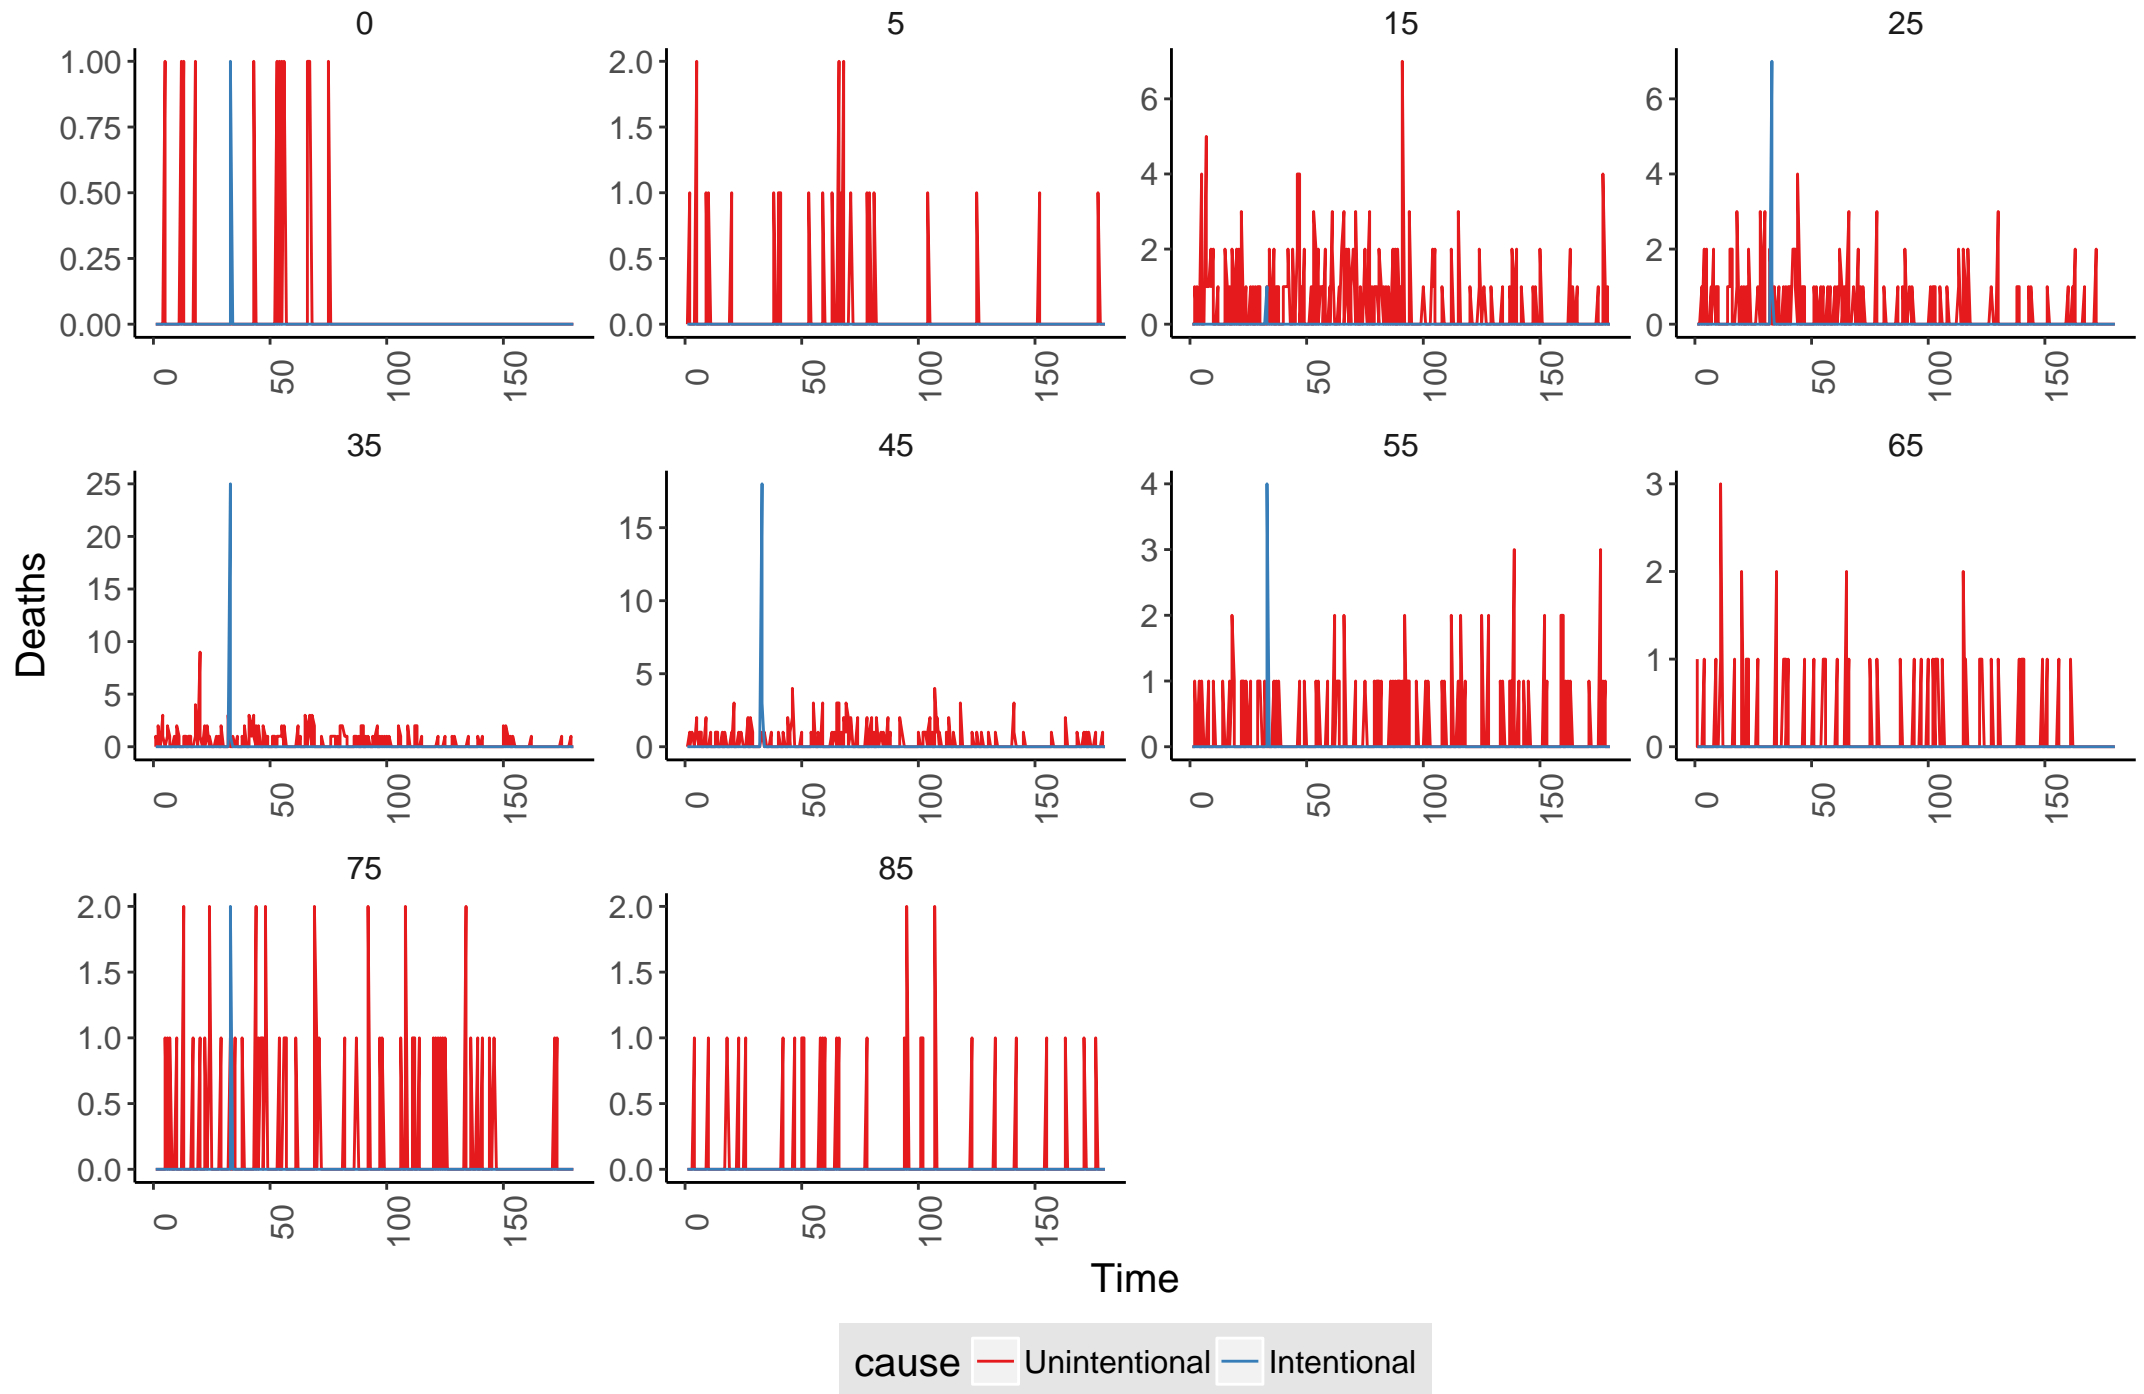 0 5 15 25
1.00 2.0 6 6
0.75 1.5 4 4
0.50 1.0 2 2
0.25 0.5
0.00 0.0 0 0
0 50 100 150 0 50 100 150 0 50 100 150 0 50 100 150
35 45 55 65
25 15 4 3
20 10 3 2
15 5 2 1
10 0 1 0
5 0
0
0 50 100 150 0 50 100 150 0 50 100 150 0 50 100 150
Deaths
75 85
2.0 2.0
1.5 1.5
1.0 1.0
0.5 0.5
0.0 0.0
0 50 100 150 0 50 100 150
Time
cause Unintentional Intentional